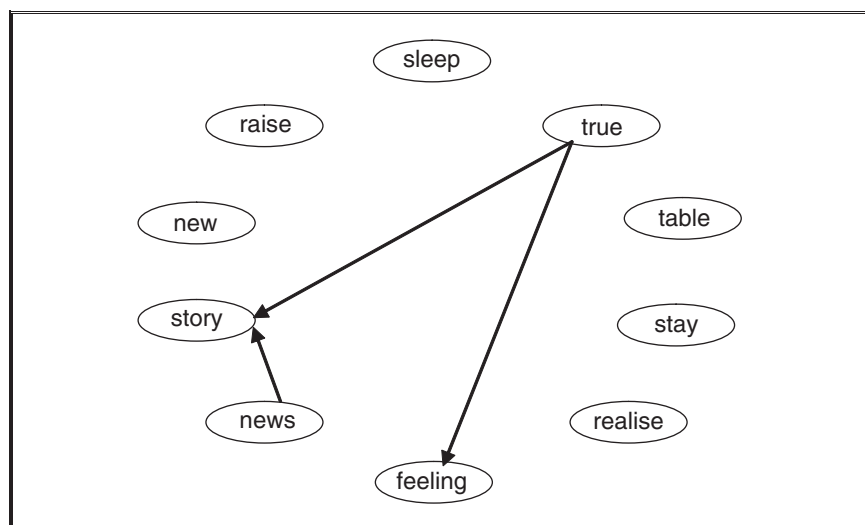 sleep
raise
true
new
table
story
stay
news
realise
feeling